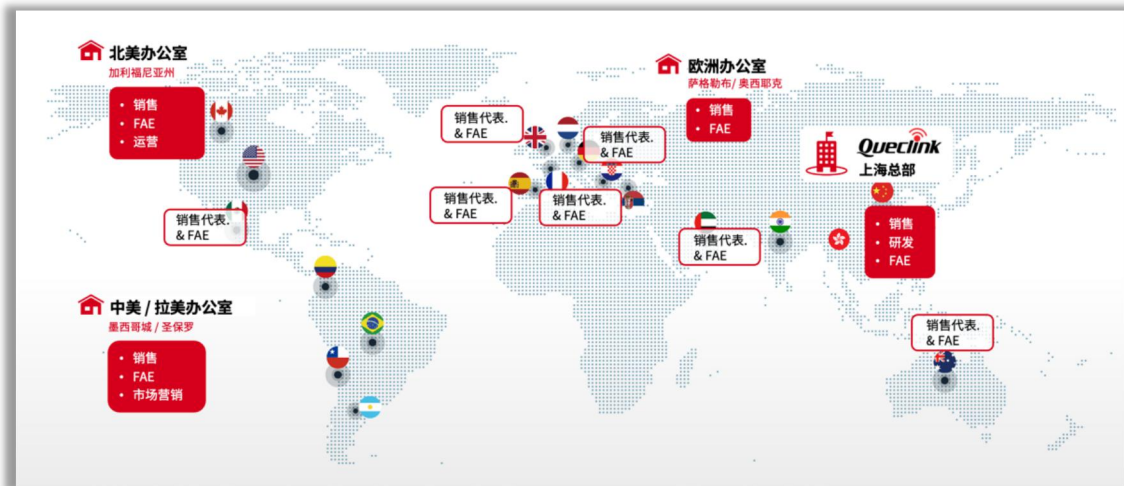 北美办公室
加利福尼亚州
• 销售
• FAE
• 运营
欧洲办公室
萨格勒布/ 奥西耶克
• 销售
• FAE
销售代表.
& FAE
销售代表.
& FAE
Queclink
上海总部
• 销售
• 研发
• FAE
销售代表.
& FAE
销售代表.
& FAE
销售代表.
& FAE
销售代表.
& FAE
中美 / 拉美办公室
墨西哥城 / 圣保罗
• 销售
• FAE
• 市场营销
销售代表.
& FAE